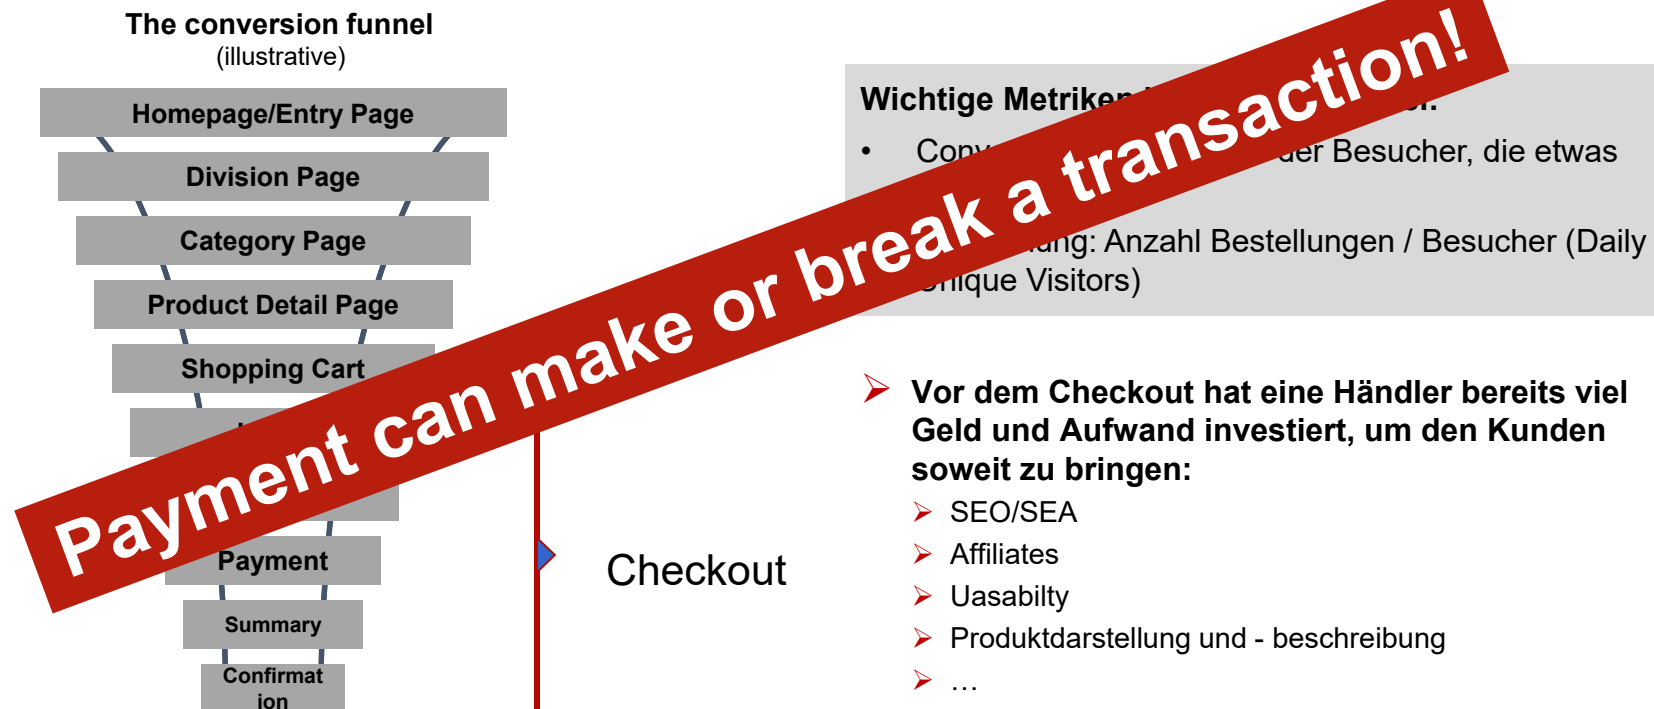 The conversion funnel
(illustrative)
Homepage/Entry Page
Division Page
Category Page
Product Detail Page
Shopping Cart
Payment
Summary
Confirmat
ion
Payment can make or break a transaction!
Checkout
Wichtige Metriken
• der Besucher, die etwas
Anzahl Bestellungen / Besucher (Daily
Unique Visitors)
Vor dem Checkout hat eine Händler bereits viel
Geld und Aufwand investiert, um den Kunden
soweit zu bringen:
SEO/SEA
Affiliates
Uasabilty
Produktdarstellung und - beschreibung
…